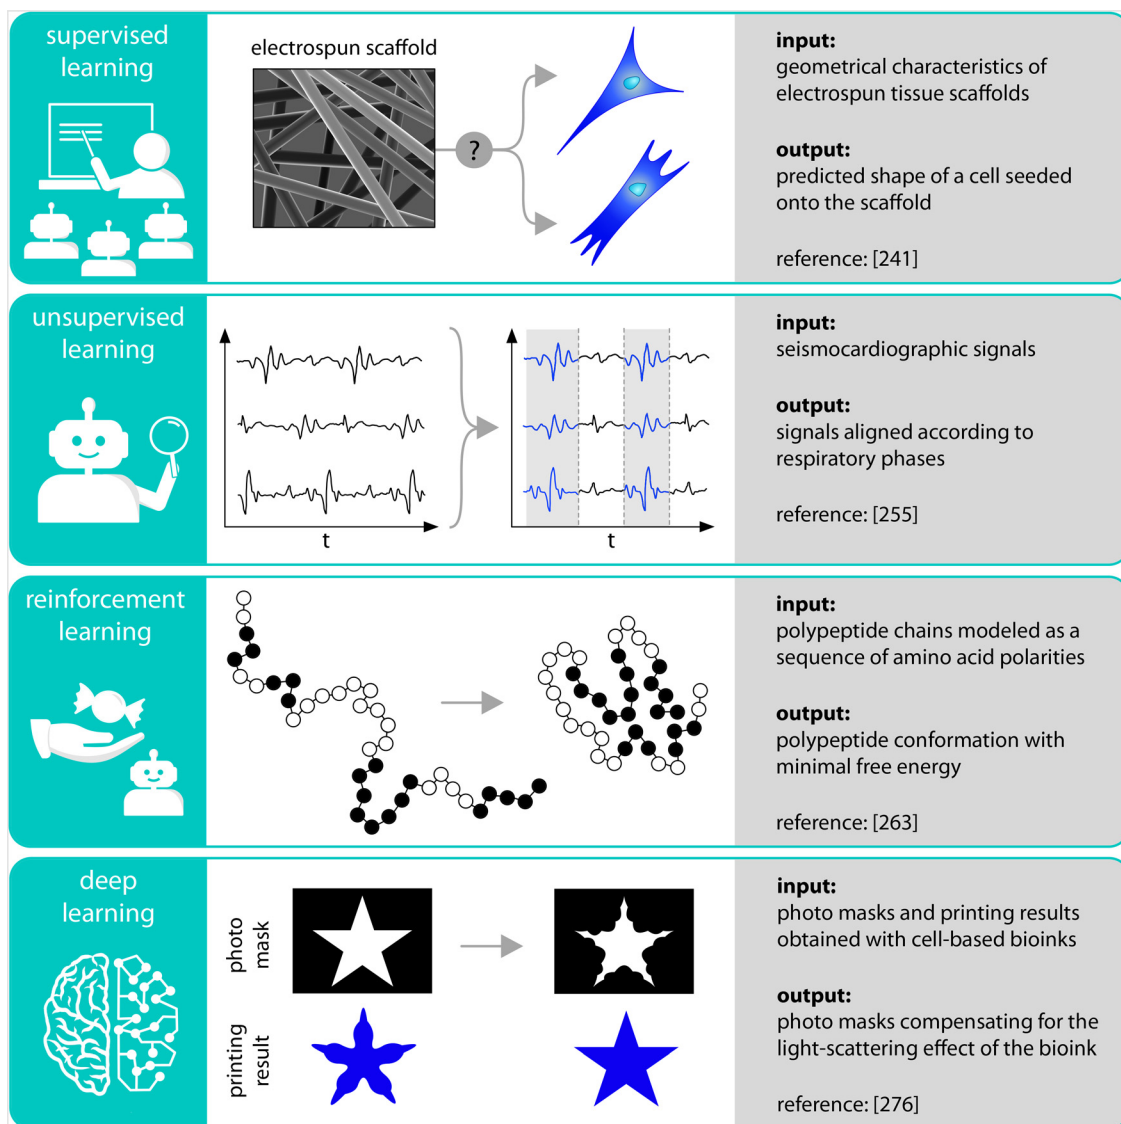 supervised
learning
electrospun scaffold
?
input:
geometrical characteristics of
electrospun tissue scaffolds
output:
predicted shape of a cell seeded
onto the scaffold
reference: [241]
unsupervised
learning
t
t
input:
seismocardiographic signals
output:
signals aligned according to
respiratory phases
reference: [255]
reinforcement
learning
input:
polypeptide chains modeled as a
sequence of amino acid polarities
output:
polypeptide conformation with
minimal free energy
reference: [263]
deep
learning
photo
mask
printing
result
input:
photo masks and printing results
obtained with cell-based bioinks
output:
photo masks compensating for the
light-scattering effect of the bioink
reference: [276]